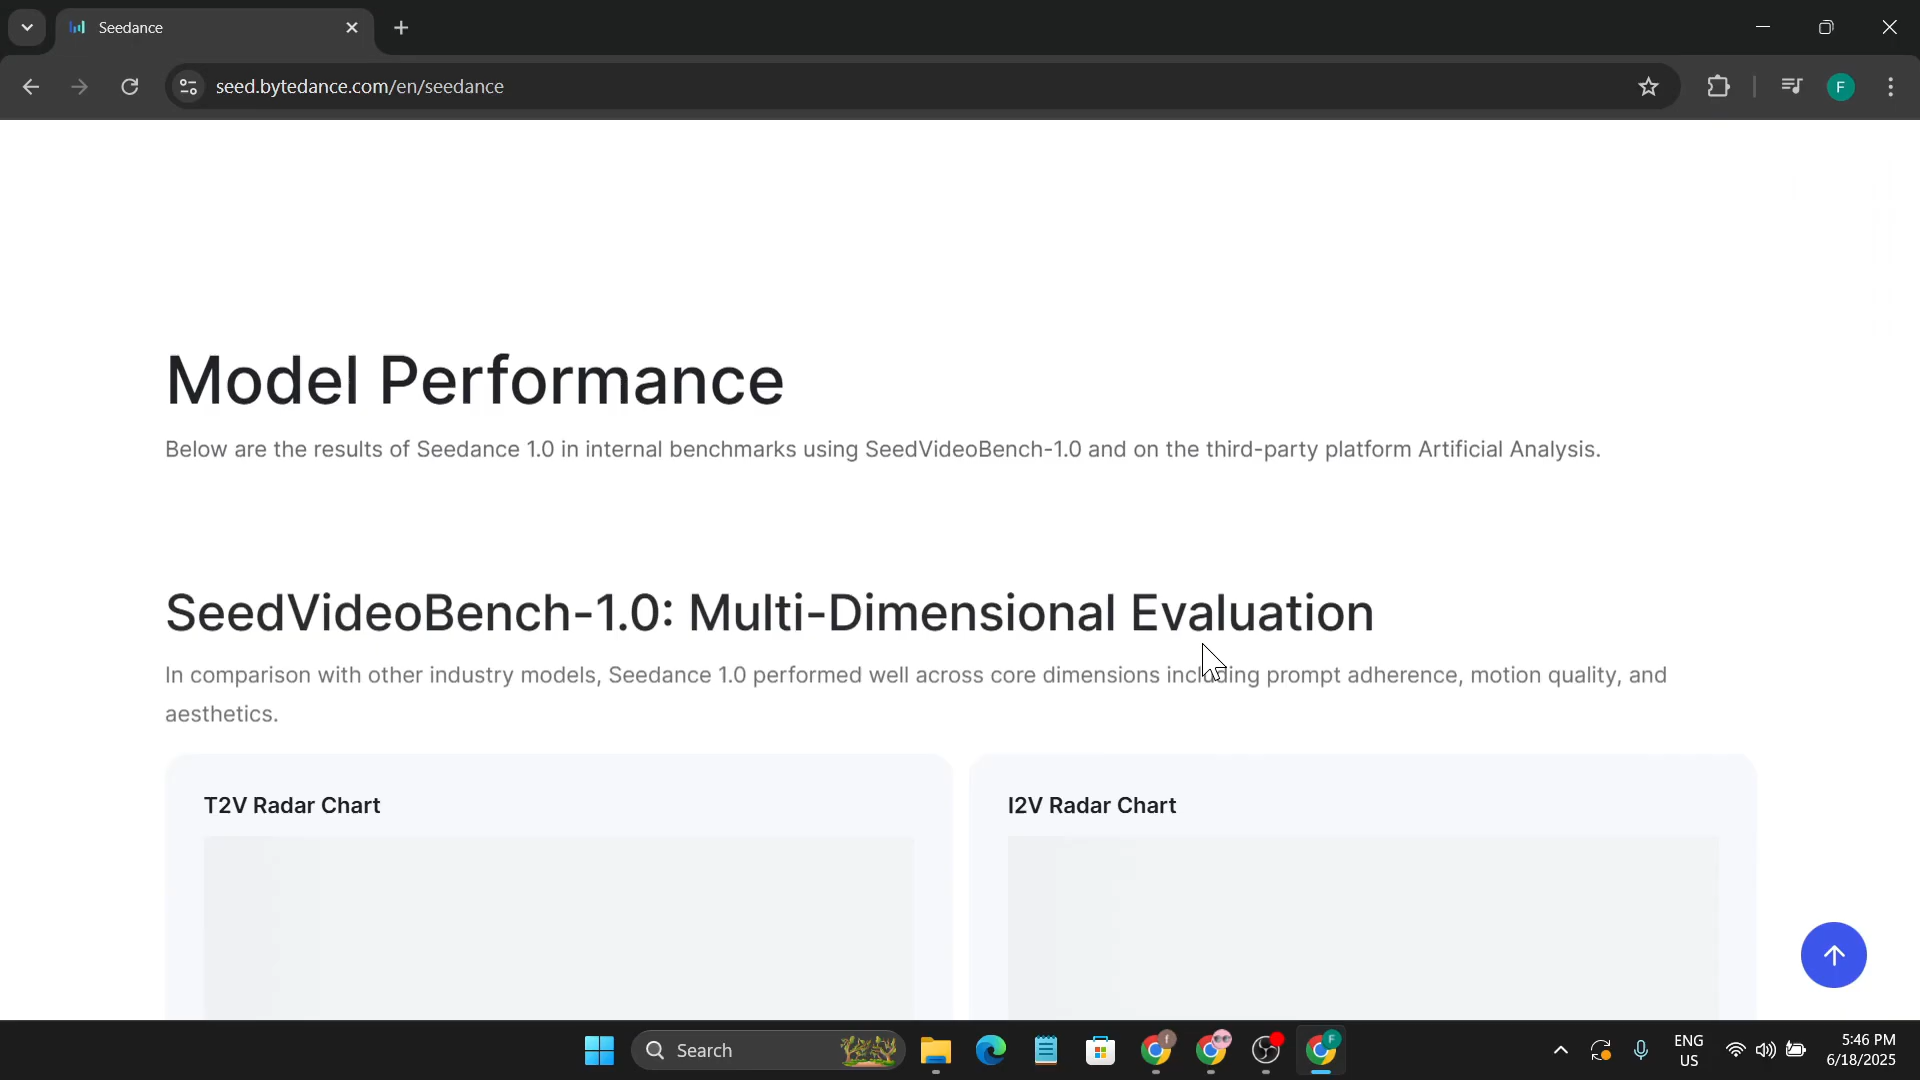 Seedance
seed.bytedance.com/en/seedance
F
Model Performance
Below are the results of Seedance 1.0 in internal benchmarks using SeedVideoBench-1.0 and on the third-party platform Artificial Analysis.
SeedVideoBench-1.0: Multi-Dimensional Evaluation
In comparison with other industry models, Seedance 1.0 performed well across core dimensions including prompt adherence, motion quality, and
aesthetics.
T2V Radar Chart
I2V Radar Chart
Search
f
F
ENG
US
5:46 PM
6/18/2025